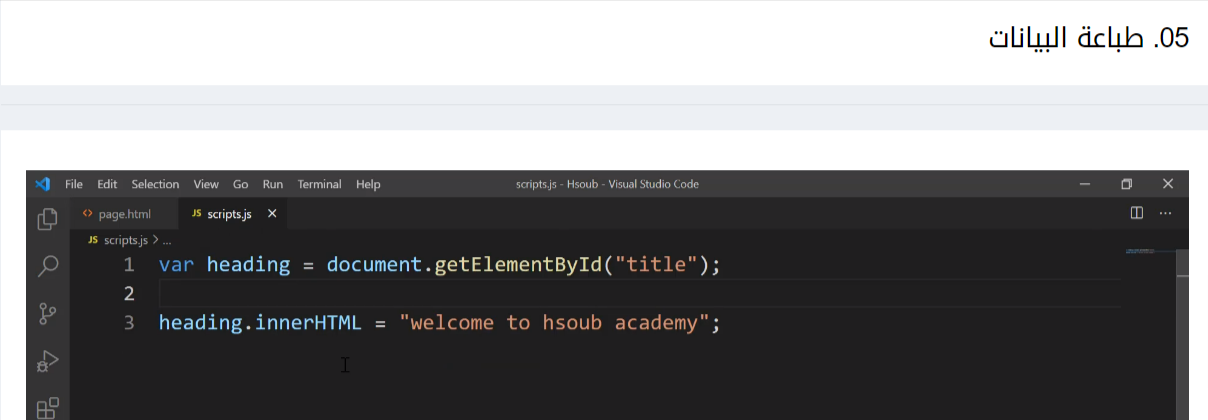 05. طباعة البيانات
File Edit Selection View Go Run Terminal Help scripts.js - Hsoub - Visual Studio Code
page.html JS scripts.js
JS scripts.js > ...
1 var heading = document.getElementById("title");
2
3 heading.innerHTML = "welcome to hsoub academy";